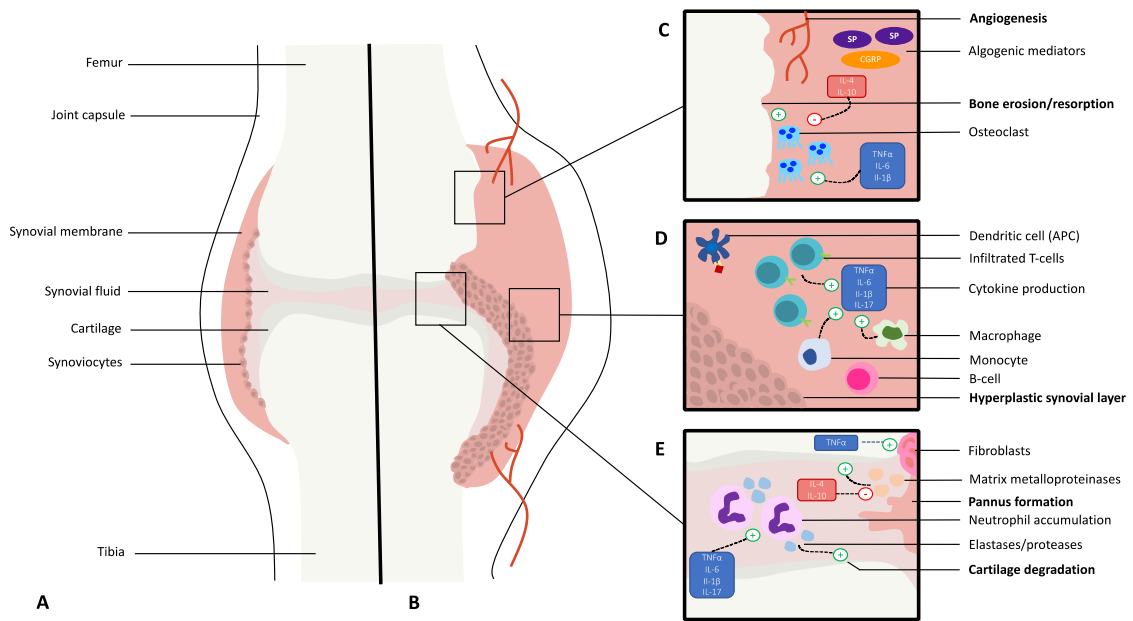 Femur
Joint capsule
Synovial membrane
Synovial fluid
Cartilage
Synoviocytes
Tibia
A
B
C
SP
SP
CGRP
IL-4
IL-10
+
-
TNFα
IL-6
Il-1β
+
Angiogenesis
Algogenic mediators
Bone erosion/resorption
Osteoclast
D
TNFα
IL-6
Il-1β
IL-17
+
+
+
Dendritic cell (APC)
Infiltrated T-cells
Cytokine production
Macrophage
Monocyte
B-cell
Hyperplastic synovial layer
E
TNFα
+
+
IL-4
IL-10
-
+
TNFα
IL-6
Il-1β
IL-17
+
Fibroblasts
Matrix metalloproteinases
Pannus formation
Neutrophil accumulation
Elastases/proteases
Cartilage degradation